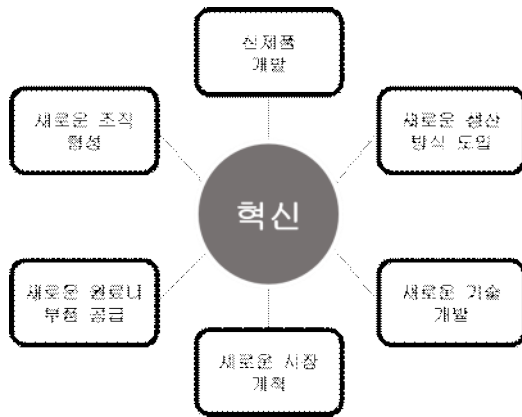 신제품
개발
새로운 조직
형성
새로운 생산
방식 도입
혁신
새로운 원료나
부품 공급
새로운 기술
개발
새로운 시장
개척